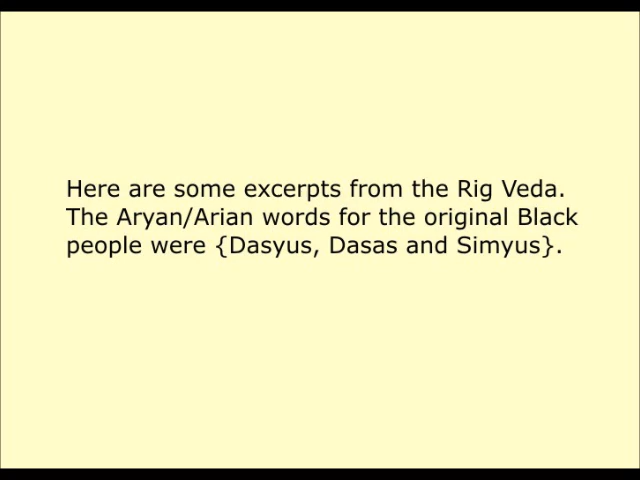 Here are some excerpts from the Rig Veda.
The Aryan/Arian words for the original Black
people were {Dasyus, Dasas and Simyus}.